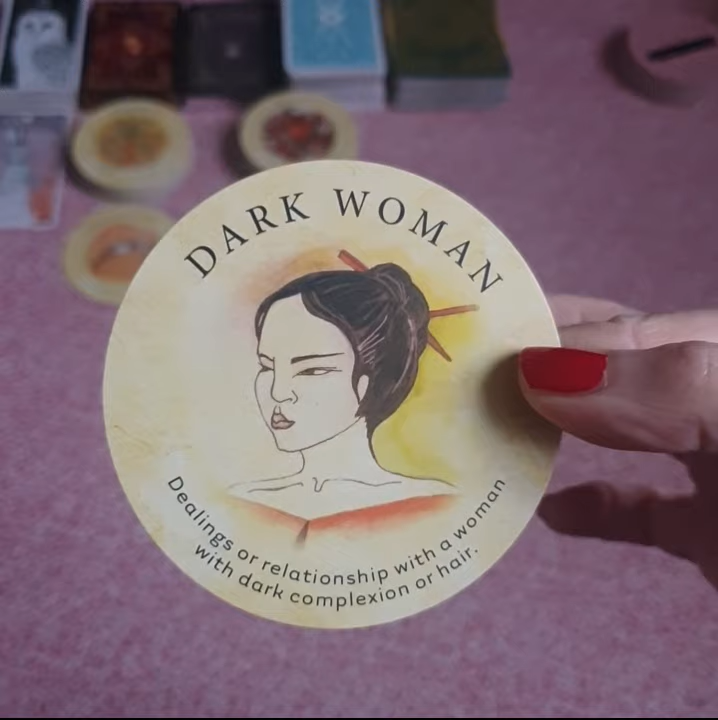 DARK WOMAN
Dealings or relationship with a woman
with dark complexion or hair.